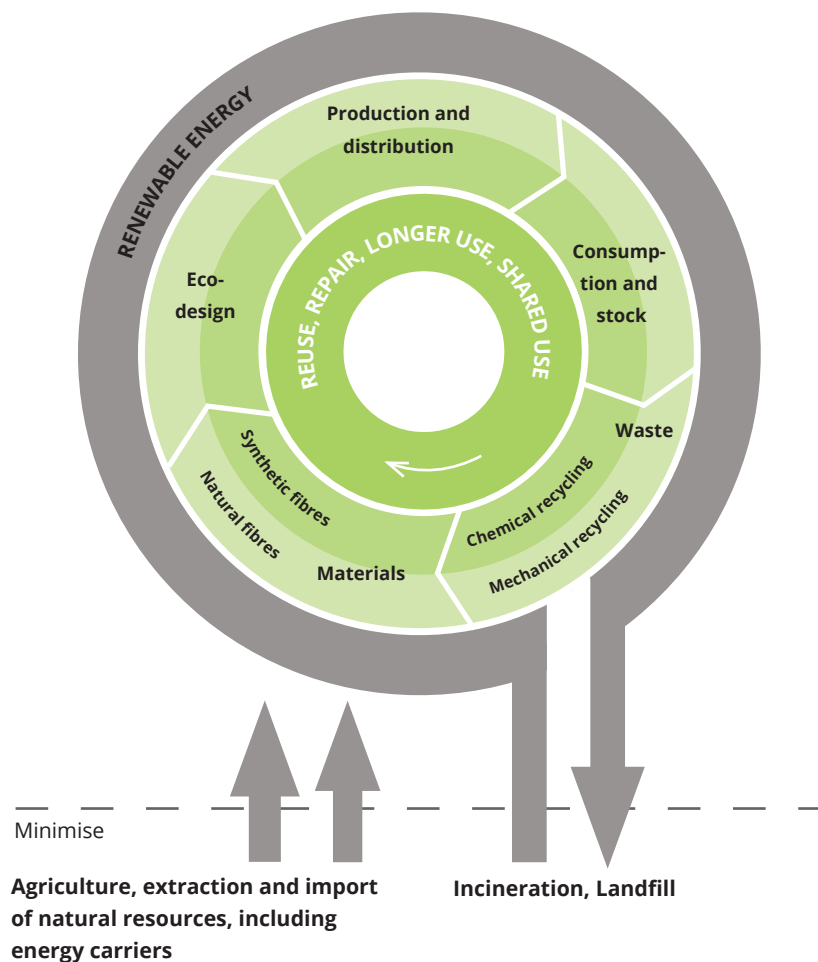 RENEWABLE ENERGY
Production and
distribution
Consump-
tion and
stock
Eco-
design
REUSE, REPAIR, LONGER USE, SHARED USE
Waste
Chemical recycling
Mechanical recycling
Synthetic fibres
Natural fibres
Materials
Minimise
Agriculture, extraction and import
of natural resources, including
energy carriers
Incineration, Landfill